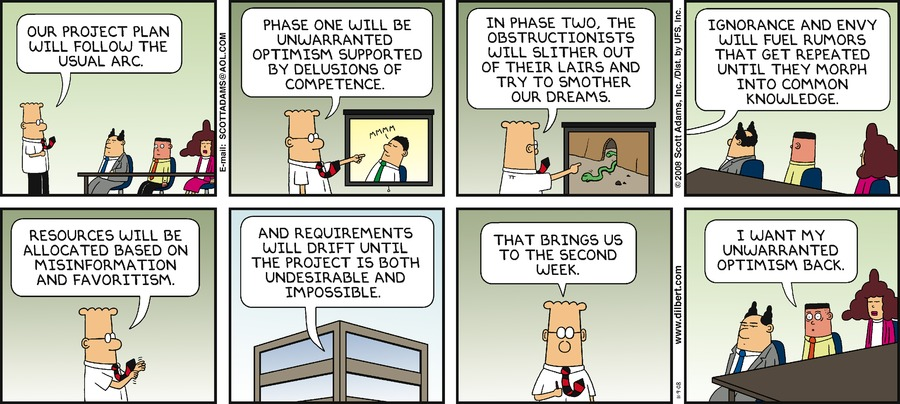 OUR PROJECT PLAN
WILL FOLLOW THE
USUAL ARC.
E-mail: SCOTTADAMS@AOL.COM
PHASE ONE WILL BE
UNWARRANTED
OPTIMISM SUPPORTED
BY DELUSIONS OF
COMPETENCE.
MMMM
IN PHASE TWO, THE
OBSTRUCTIONISTS
WILL SLITHER OUT
OF THEIR LAIRS AND
TRY TO SMOTHER
OUR DREAMS.
© 2008 Scott Adams, Inc./Dist. by UFS, Inc.
IGNORANCE AND ENVY
WILL FUEL RUMORS
THAT GET REPEATED
UNTIL THEY MORPH
INTO COMMON
KNOWLEDGE.
RESOURCES WILL BE
ALLOCATED BASED ON
MISINFORMATION
AND FAVORITISM.
AND REQUIREMENTS
WILL DRIFT UNTIL
THE PROJECT IS BOTH
UNDESIRABLE AND
IMPOSSIBLE.
THAT BRINGS US
TO THE SECOND
WEEK.
www.dilbert.com
I WANT MY
UNWARRANTED
OPTIMISM BACK.